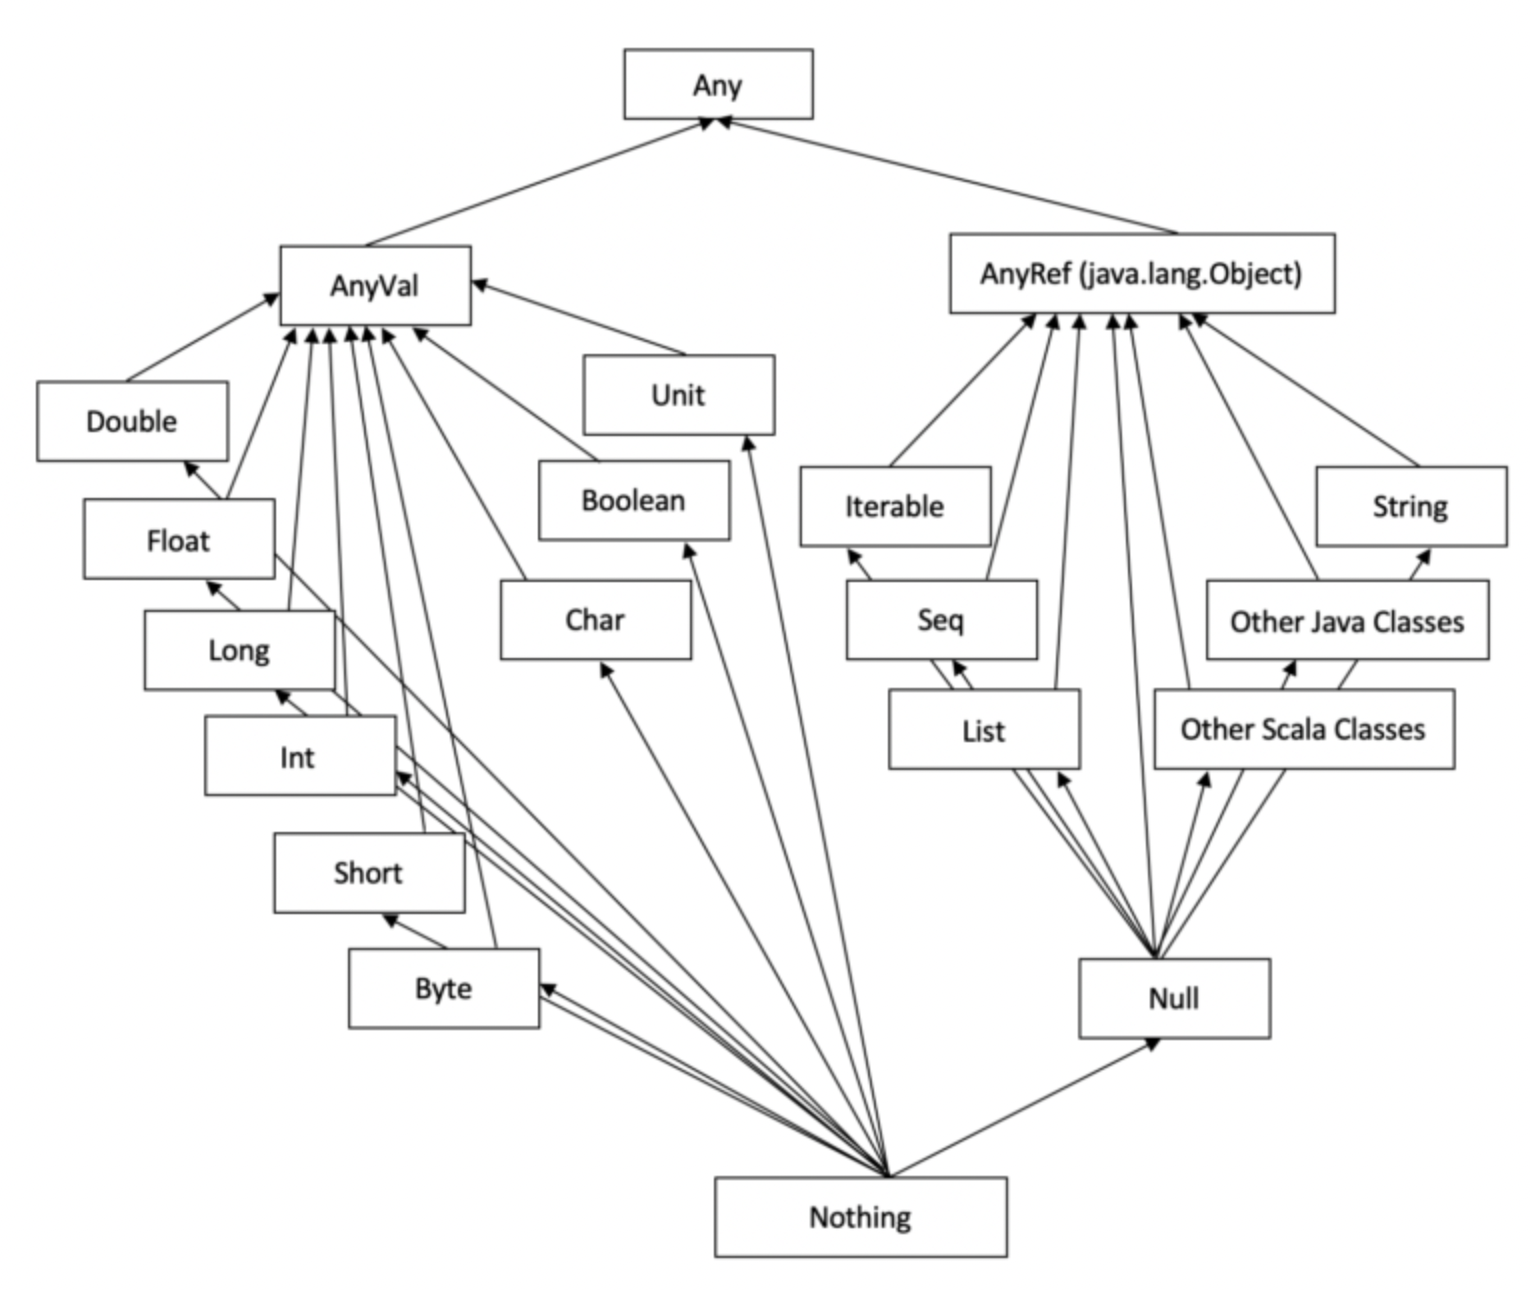 Any
AnyVal
AnyRef (java.lang.Object)
Double
Unit
Float
Boolean
Iterable
String
Long
Char
Seq
Other Java Classes
Int
List
Other Scala Classes
Short
Byte
Null
Nothing